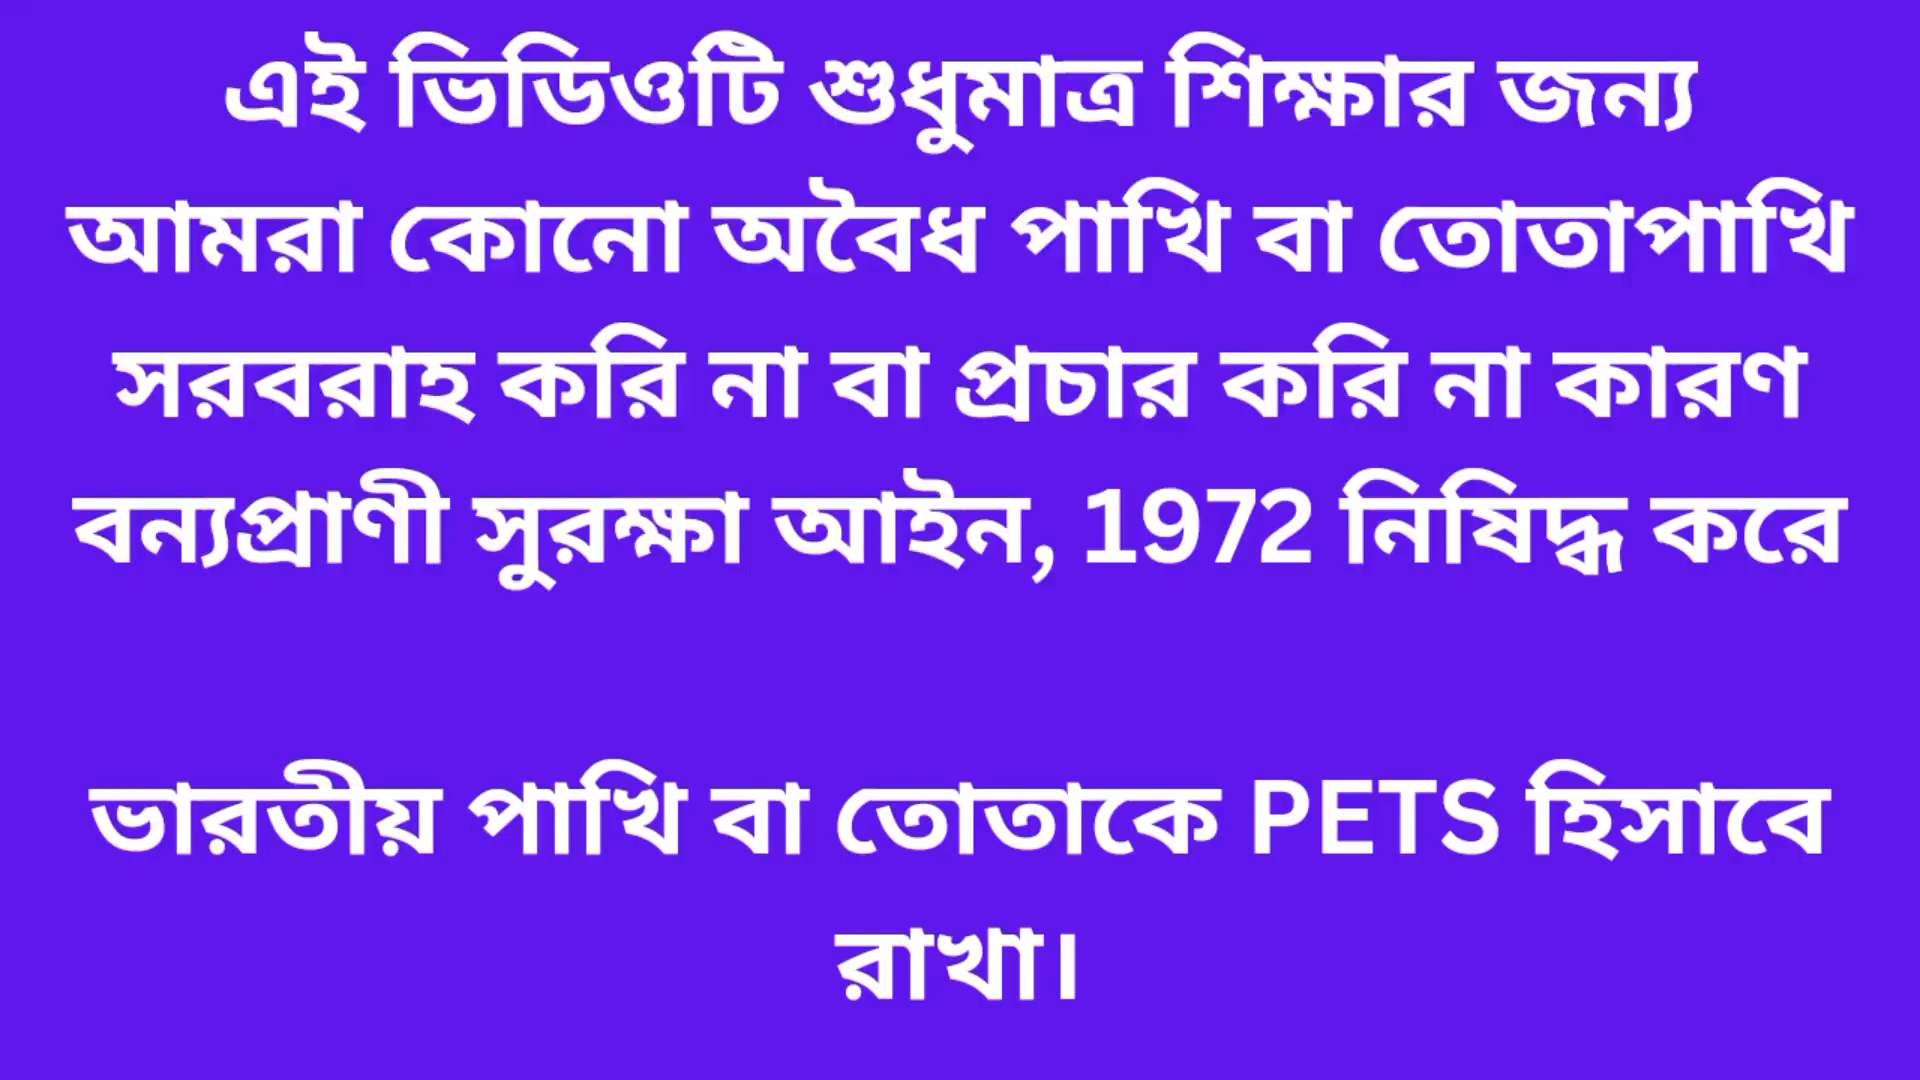 এই ভিডিওটি শুধুমাত্র শিক্ষার জন্য
আমরা কোনো অবৈধ পাখি বা তোতাপাখি
সরবরাহ করি না বা প্রচার করি না কারণ
বন্যপ্রাণী সুরক্ষা আইন, 1972 নিষিদ্ধ করে
ভারতীয় পাখি বা তোতাকে PETS হিসাবে
রাখা।